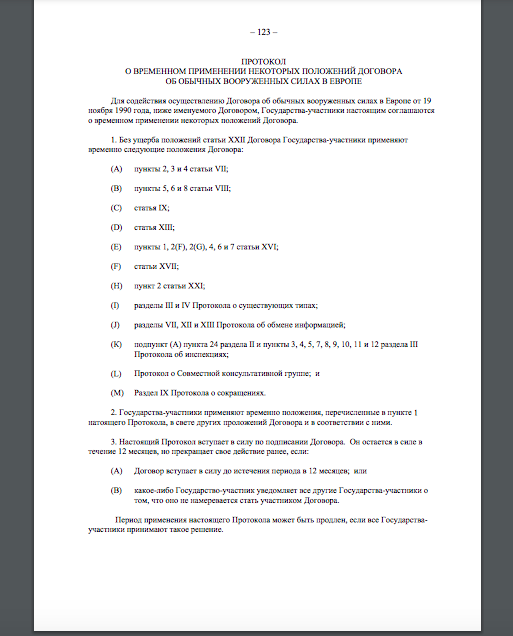 – 123 –
ПРОТОКОЛ
О ВРЕМЕННОМ ПРИМЕНЕНИИ НЕКОТОРЫХ ПОЛОЖЕНИЙ ДОГОВОРА
ОБ ОБЫЧНЫХ ВООРУЖЕННЫХ СИЛАХ В ЕВРОПЕ
Для содействия осуществлению Договора об обычных вооруженных силах в Европе от 19
ноября 1990 года, ниже именуемого Договором, Государства-участники настоящим соглашаются
о временном применении некоторых положений Договора.
1. Без ущерба положений статьи XXII Договора Государства-участники применяют
временно следующие положения Договора:
(A) пункты 2, 3 и 4 статьи VII;
(B) пункты 5, 6 и 8 статьи VIII;
(C) статья IX;
(D) статья XIII;
(E) пункты 1, 2(F), 2(G), 4, 6 и 7 статьи XVI;
(F) статьи XVII;
(H) пункт 2 статьи XXI;
(I) разделы III и IV Протокола о существующих типах;
(J) разделы VII, XII и XIII Протокола об обмене информацией;
(K) подпункт (A) пункта 24 раздела II и пункты 3, 4, 5, 7, 8, 9, 10, 11 и 12 раздела III
Протокола об инспекциях;
(L) Протокол о Совместной консультативной группе; и
(M) Раздел IX Протокола о сокращениях.
2. Государства-участники применяют временно положения, перечисленные в пункте 1
натоящего Протокола, в свете других проложений Договора и в соответствии с ними.
3. Настоящий Протокол вступает в силу по подписании Договора. Он остается в силе в
течение 12 месяцев, но прекращает свое действие ранее, если:
(A) Договор вступает в силу до истечения периода в 12 месяцев; или
(B) какое-либо Государство-участник уведомляет все другие Государства-участники о
том, что оно не намеревается стать участником Договора.
Период применения настоящего Протокола может быть продлен, если все Государства-
участники принимают такое решение.